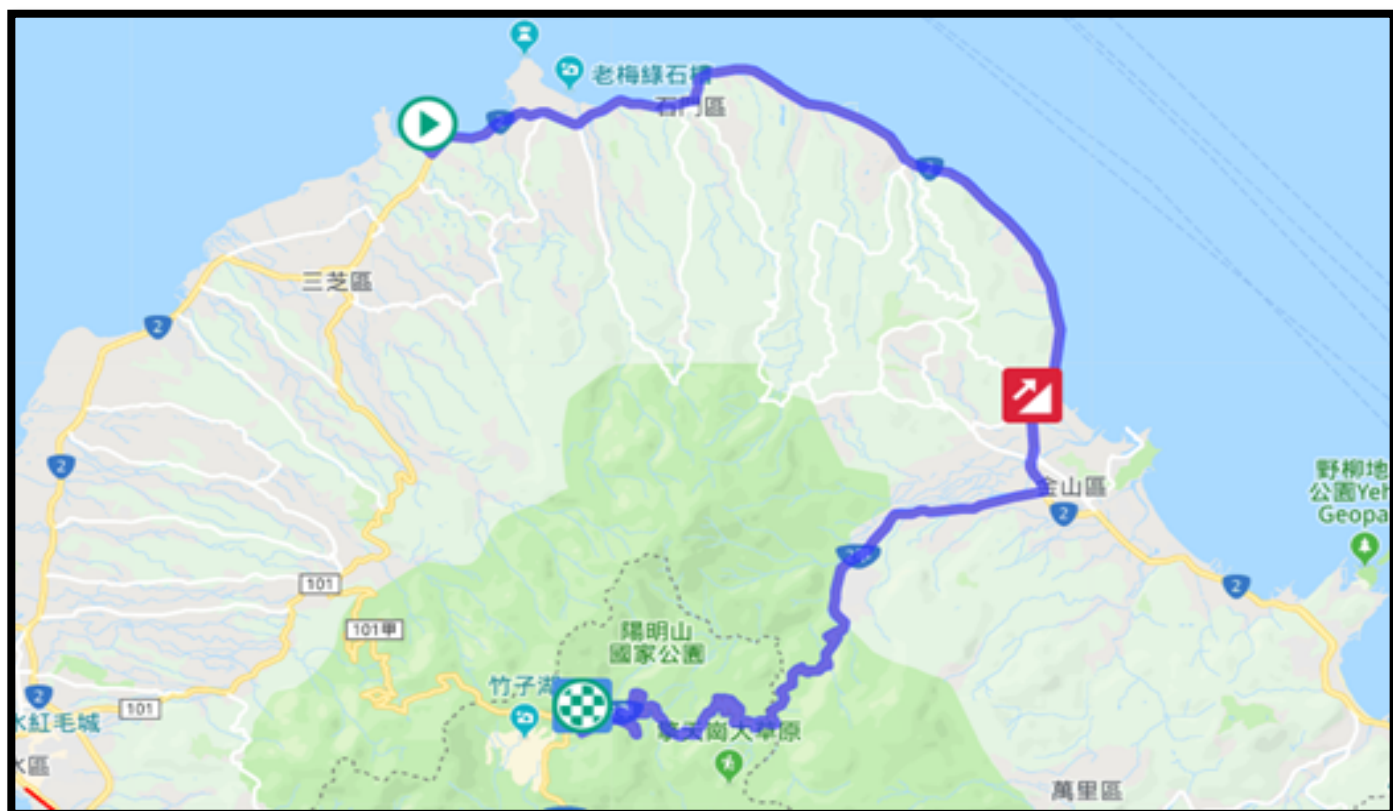 老梅綠石槽
石門區
2
三芝區
2
2
野柳地
公園Yeh
Geopa
金山區
2
2
101
101甲
陽明山
國家公園
竹子湖
2
101
水紅毛城
擎天崗大草原
水區
萬里區